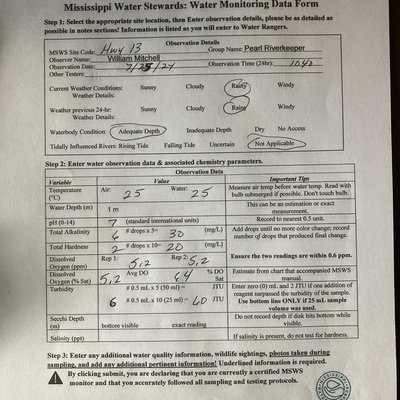 Mississippi Water Stewards: Water Monitoring Data Form
Step 1: Select the appropriate site location, then Enter observation details, please be as detailed as
possible in notes sections! Information is listed as you will enter to Water Rangers.
Observation Details
MSWS Site Code: Hwy 13 Group Name: Pearl Riverkeeper
Observer Name: William Mitchell
Observation Date: 7/25/24 Observation Time (24hr): 1040
Other Testers:
Current Weather Conditions: Sunny Cloudy Rainy Windy
Weather Details:
Weather previous 24-hr: Sunny Cloudy Rainy Windy
Weather Details:
Waterbody Condition: Adequate Depth Inadequate Depth Dry No Access
Tidally Influenced Rivers: Rising Tide Falling Tide Uncertain Not Applicable
Step 2: Enter water observation data & associated chemistry parameters.
Observation Data
Variable Value Important Tips
Temperature (°C) Air: 25 Water: 25 Measure air temp before water temp. Read with
bulb submerged if possible. Don't touch bulb.
Water Depth (m) 1 m This can be an estimation or exact
measurement.
pH (0-14) 7 (standard international units) Record to nearest 0.5 unit.
Total Alkalinity 6 # drops x 5= 30 (mg/L) Add drops until no more color change; record
number of drops that produced final change.
Total Hardness 2 # drops x 10= 20 (mg/L)
Dissolved Oxygen (ppm) Rep 1: 5.2 Rep 2: 5.2 Ensure the two readings are within 0.6 ppm.
Dissolved Oxygen (% Sat) 5.2 Avg DO 64 % DO Sat Estimate from chart that accompanied MSWS
manual.
Turbidity # 0.5 mL x 5 (50 ml) = JTU Enter zero (0) mL and 2 JTU if one addition of
reagent surpassed the turbidity of the sample.
6 # 0.5 mL x 10 (25 ml) = 60 JTU Use bottom line ONLY if 25 mL sample
volume was used.
Secchi Depth (m) bottom visible exact reading Do not record depth if disk hits bottom while
visible.
Salinity (ppt) If salinity is present, do not test for hardness.
Step 3: Enter any additional water quality information, wildlife sightings, photos taken during
sampling, and add any additional pertinent information! Underlined information is required.
By clicking submit, you are declaring that you are currently a certified MSWS
monitor and that you accurately followed all sampling and testing protocols.